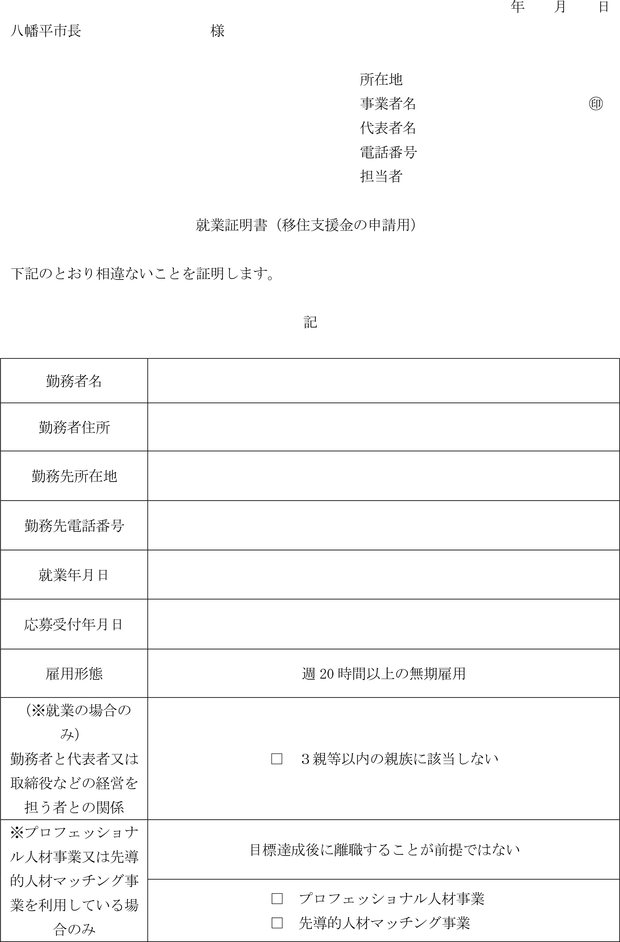 年　　月　　日
八幡平市長　　　　　　　　　様
所在地
事業者名　　　　　　　　　　　　㊞
代表者名
電話番号
担当者
就業証明書（移住支援金の申請用）
下記のとおり相違ないことを証明します。
記
勤務者名
勤務者住所
勤務先所在地
勤務先電話番号
就業年月日
応募受付年月日
雇用形態　　週 20 時間以上の無期雇用
（※就業の場合の
み）
勤務者と代表者又は
取締役などの経営を
担う者との関係
□　３親等以内の親族に該当しない
※プロフェッショナ
ル人材事業又は先導
的人材マッチング事
業を利用している場
合のみ
目標達成後に離職することが前提ではない
□　プロフェッショナル人材事業
□　先導的人材マッチング事業